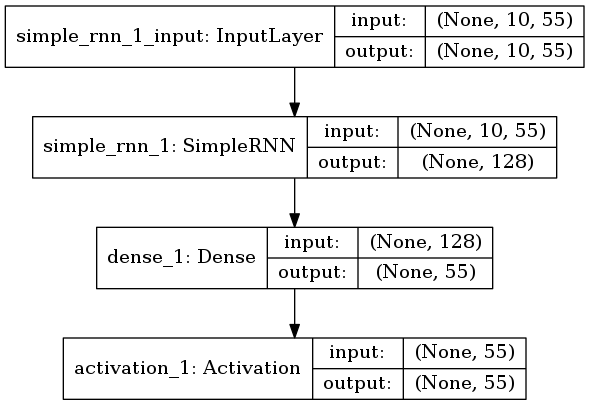 simple_rnn_1_input: InputLayer
input: (None, 10, 55)
output: (None, 10, 55)
simple_rnn_1: SimpleRNN
input: (None, 10, 55)
output: (None, 128)
dense_1: Dense
input: (None, 128)
output: (None, 55)
activation_1: Activation
input: (None, 55)
output: (None, 55)